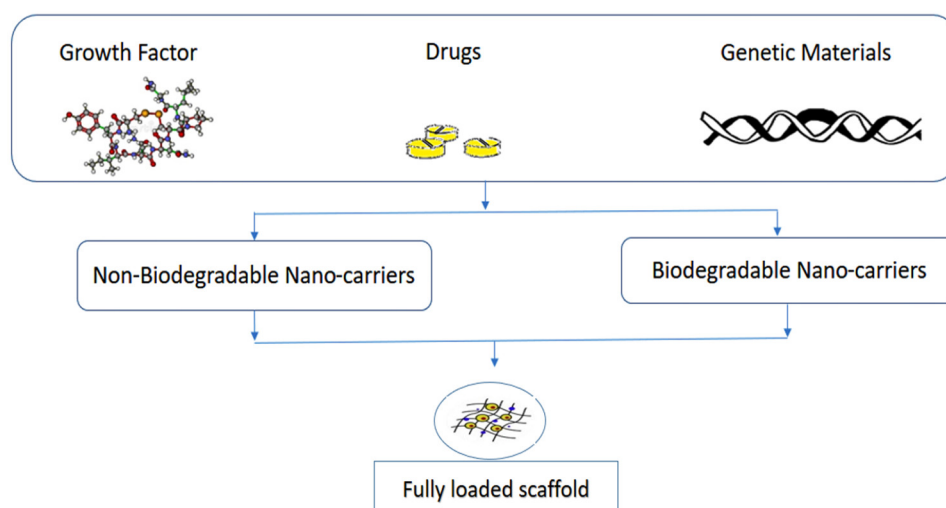 Growth Factor
Drugs
Genetic Materials
Non-Biodegradable Nano-carriers
Biodegradable Nano-carriers
Fully loaded scaffold